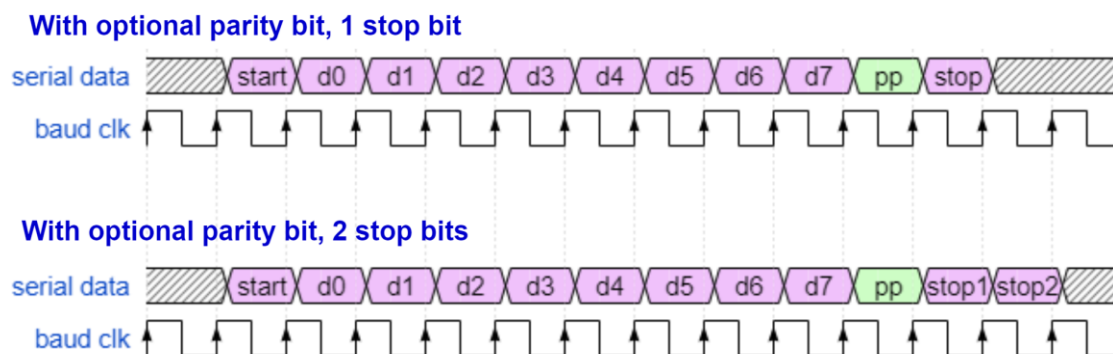 With optional parity bit, 1 stop bit
serial data start d0 d1 d2 d3 d4 d5 d6 d7 pp stop
baud clk
With optional parity bit, 2 stop bits
serial data start d0 d1 d2 d3 d4 d5 d6 d7 pp stop1 stop2
baud clk